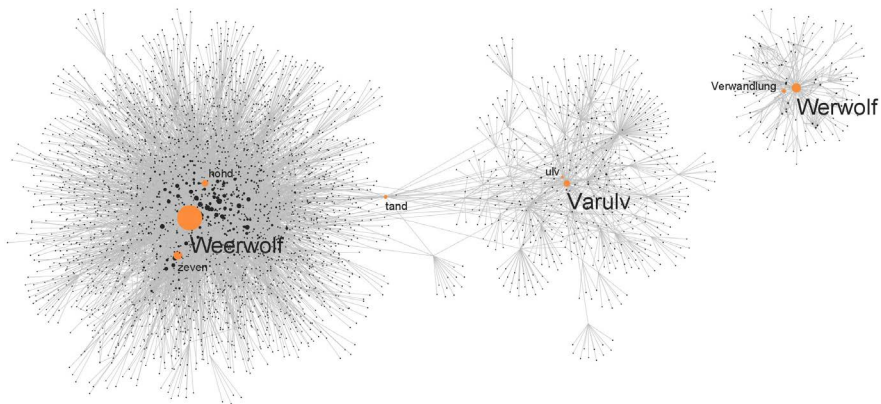 hond
tand
Weerwolf
zeven
ulv
Varulv
Verwandlung
Werwolf